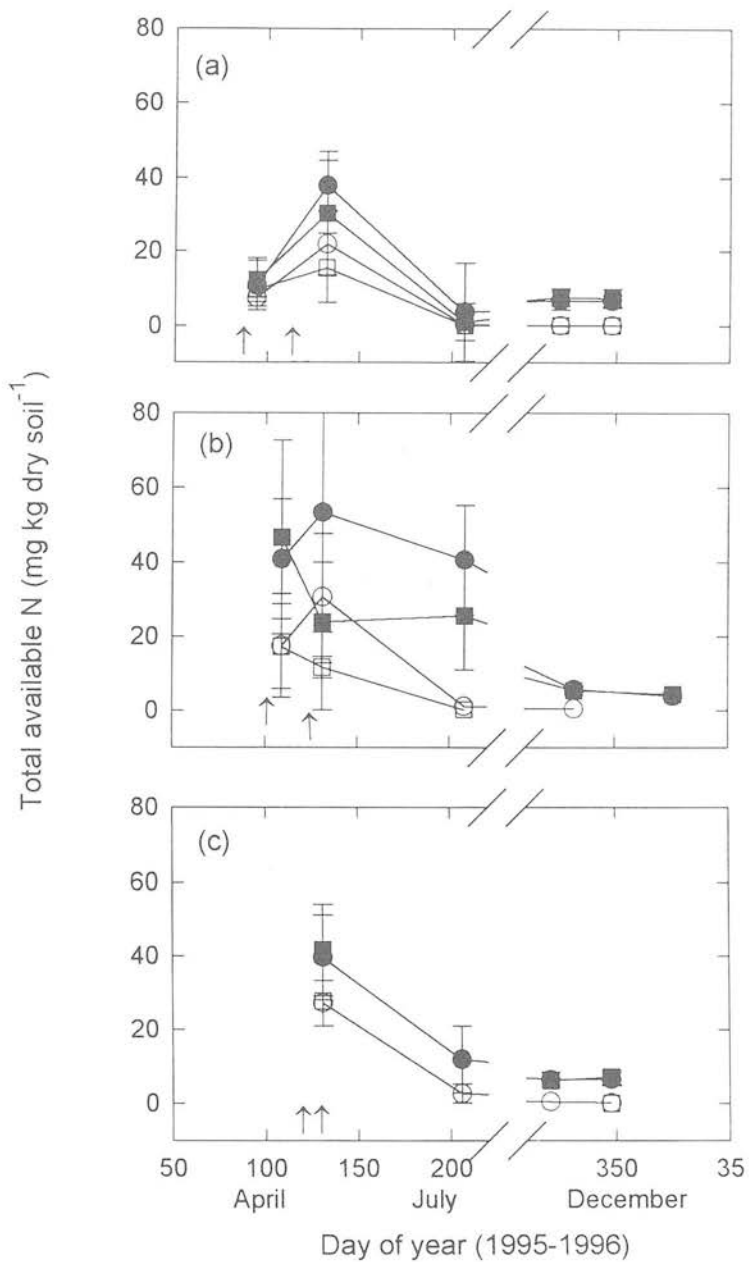 Total available N (mg kg dry soil⁻¹)
(a)
80
60
40
20
0
(b)
80
60
40
20
0
(c)
80
60
40
20
0
50 100 150 200 350 35
April July December
Day of year (1995-1996)